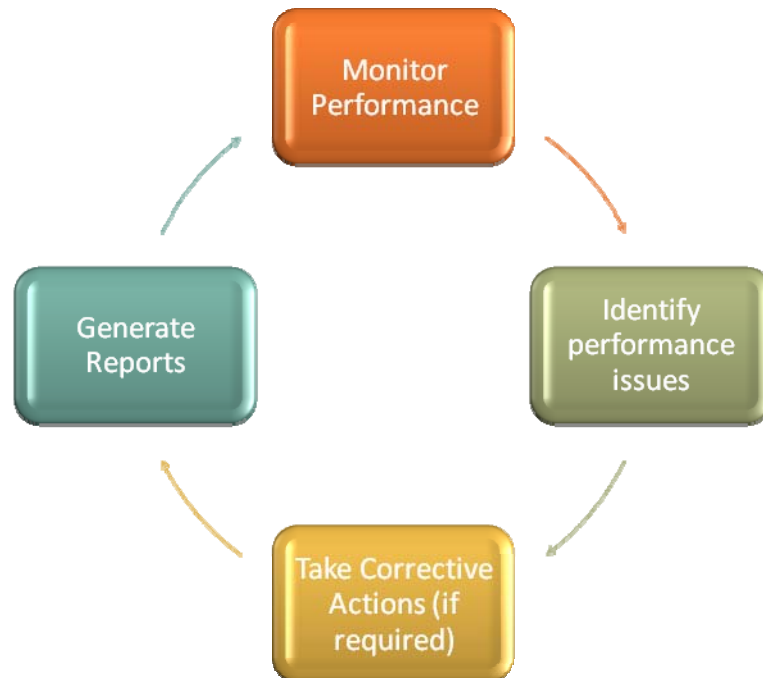 Monitor
Performance
Identify
performance
issues
Take Corrective
Actions (if
required)
Generate
Reports